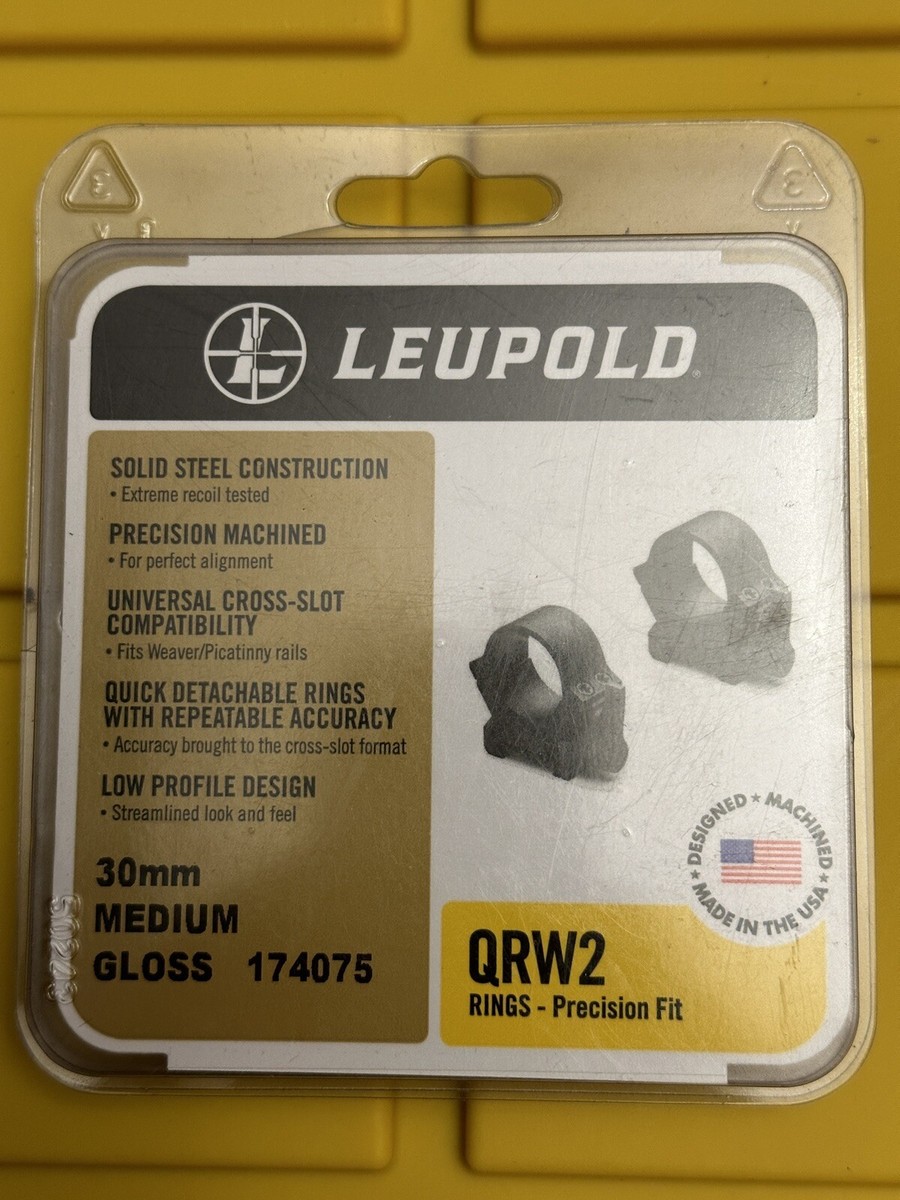 LEUPOLD®
SOLID STEEL CONSTRUCTION
• Extreme recoil tested
PRECISION MACHINED
• For perfect alignment
UNIVERSAL CROSS-SLOT
COMPATIBILITY
• Fits Weaver/Picatinny rails
QUICK DETACHABLE RINGS
WITH REPEATABLE ACCURACY
• Accuracy brought to the cross-slot format
LOW PROFILE DESIGN
• Streamlined look and feel
30mm
MEDIUM
GLOSS 174075
DESIGNED ★ MACHINED ★ MADE IN THE USA ★
QRW2
RINGS - Precision Fit